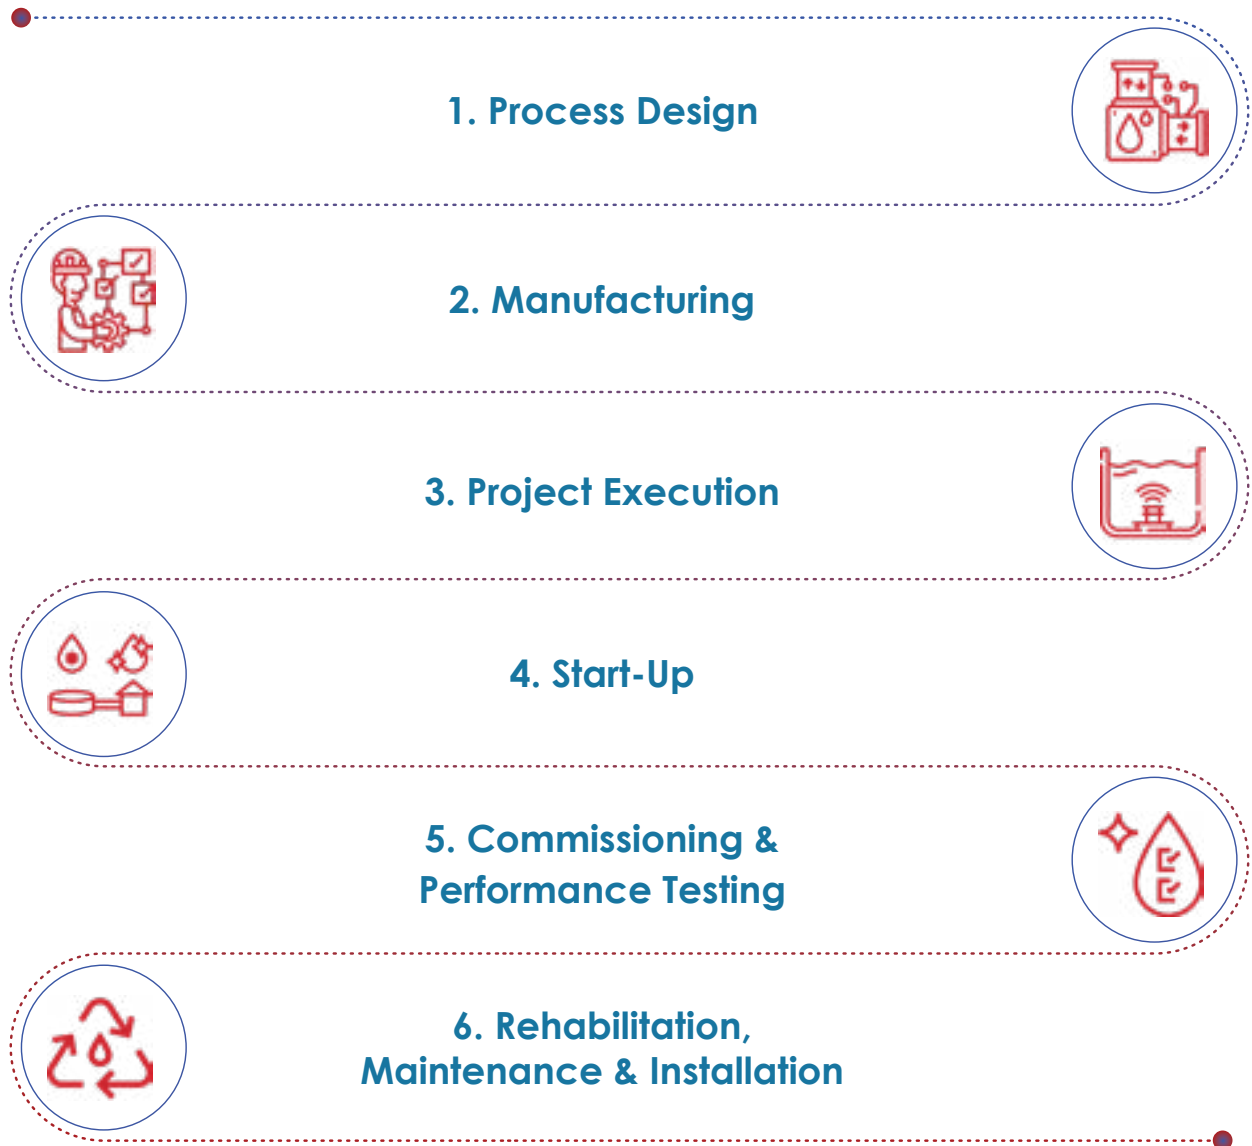 1. Process Design
2. Manufacturing
3. Project Execution
4. Start-Up
5. Commissioning &
Performance Testing
6. Rehabilitation,
Maintenance & Installation